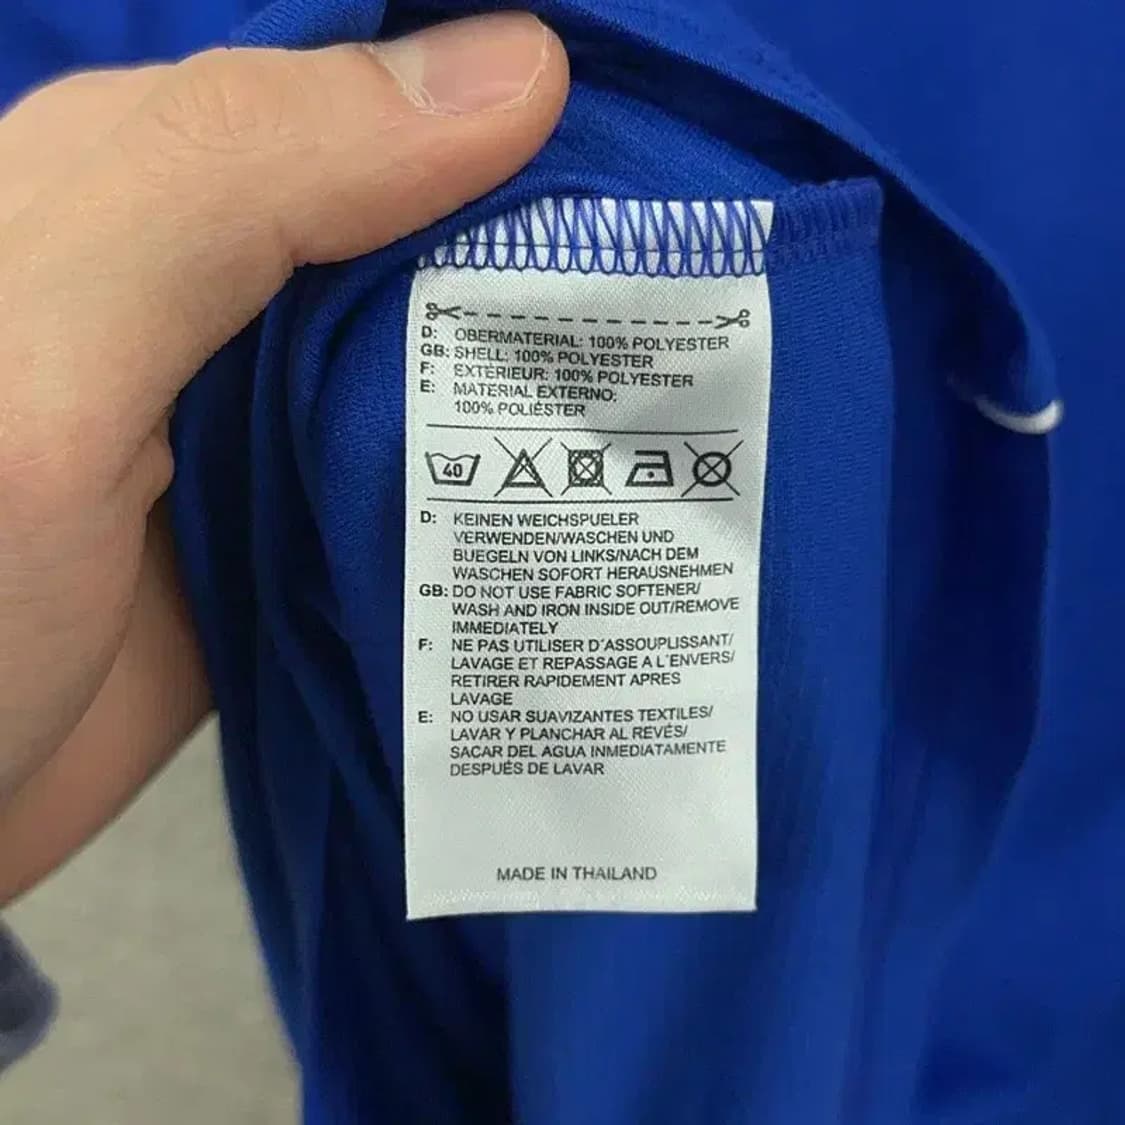 D: OBERMATERIAL: 100% POLYESTER
GB: SHELL: 100% POLYESTER
F: EXTÉRIEUR: 100% POLYESTER
E: MATERIAL EXTERNO:
100% POLIÉSTER
40
D: KEINEN WEICHSPUELER
VERWENDEN/WASCHEN UND
BUEGELN VON LINKS/NACH DEM
WASCHEN SOFORT HERAUSNEHMEN
GB: DO NOT USE FABRIC SOFTENER/
WASH AND IRON INSIDE OUT/REMOVE
IMMEDIATELY
F: NE PAS UTILISER D'ASSOUPLISSANT/
LAVAGE ET REPASSAGE A L'ENVERS/
RETIRER RAPIDEMENT APRES
LAVAGE
E: NO USAR SUAVIZANTES TEXTILES/
LAVAR Y PLANCHAR AL REVÉS/
SACAR DEL AGUA INMEDIATAMENTE
DESPUÉS DE LAVAR
MADE IN THAILAND